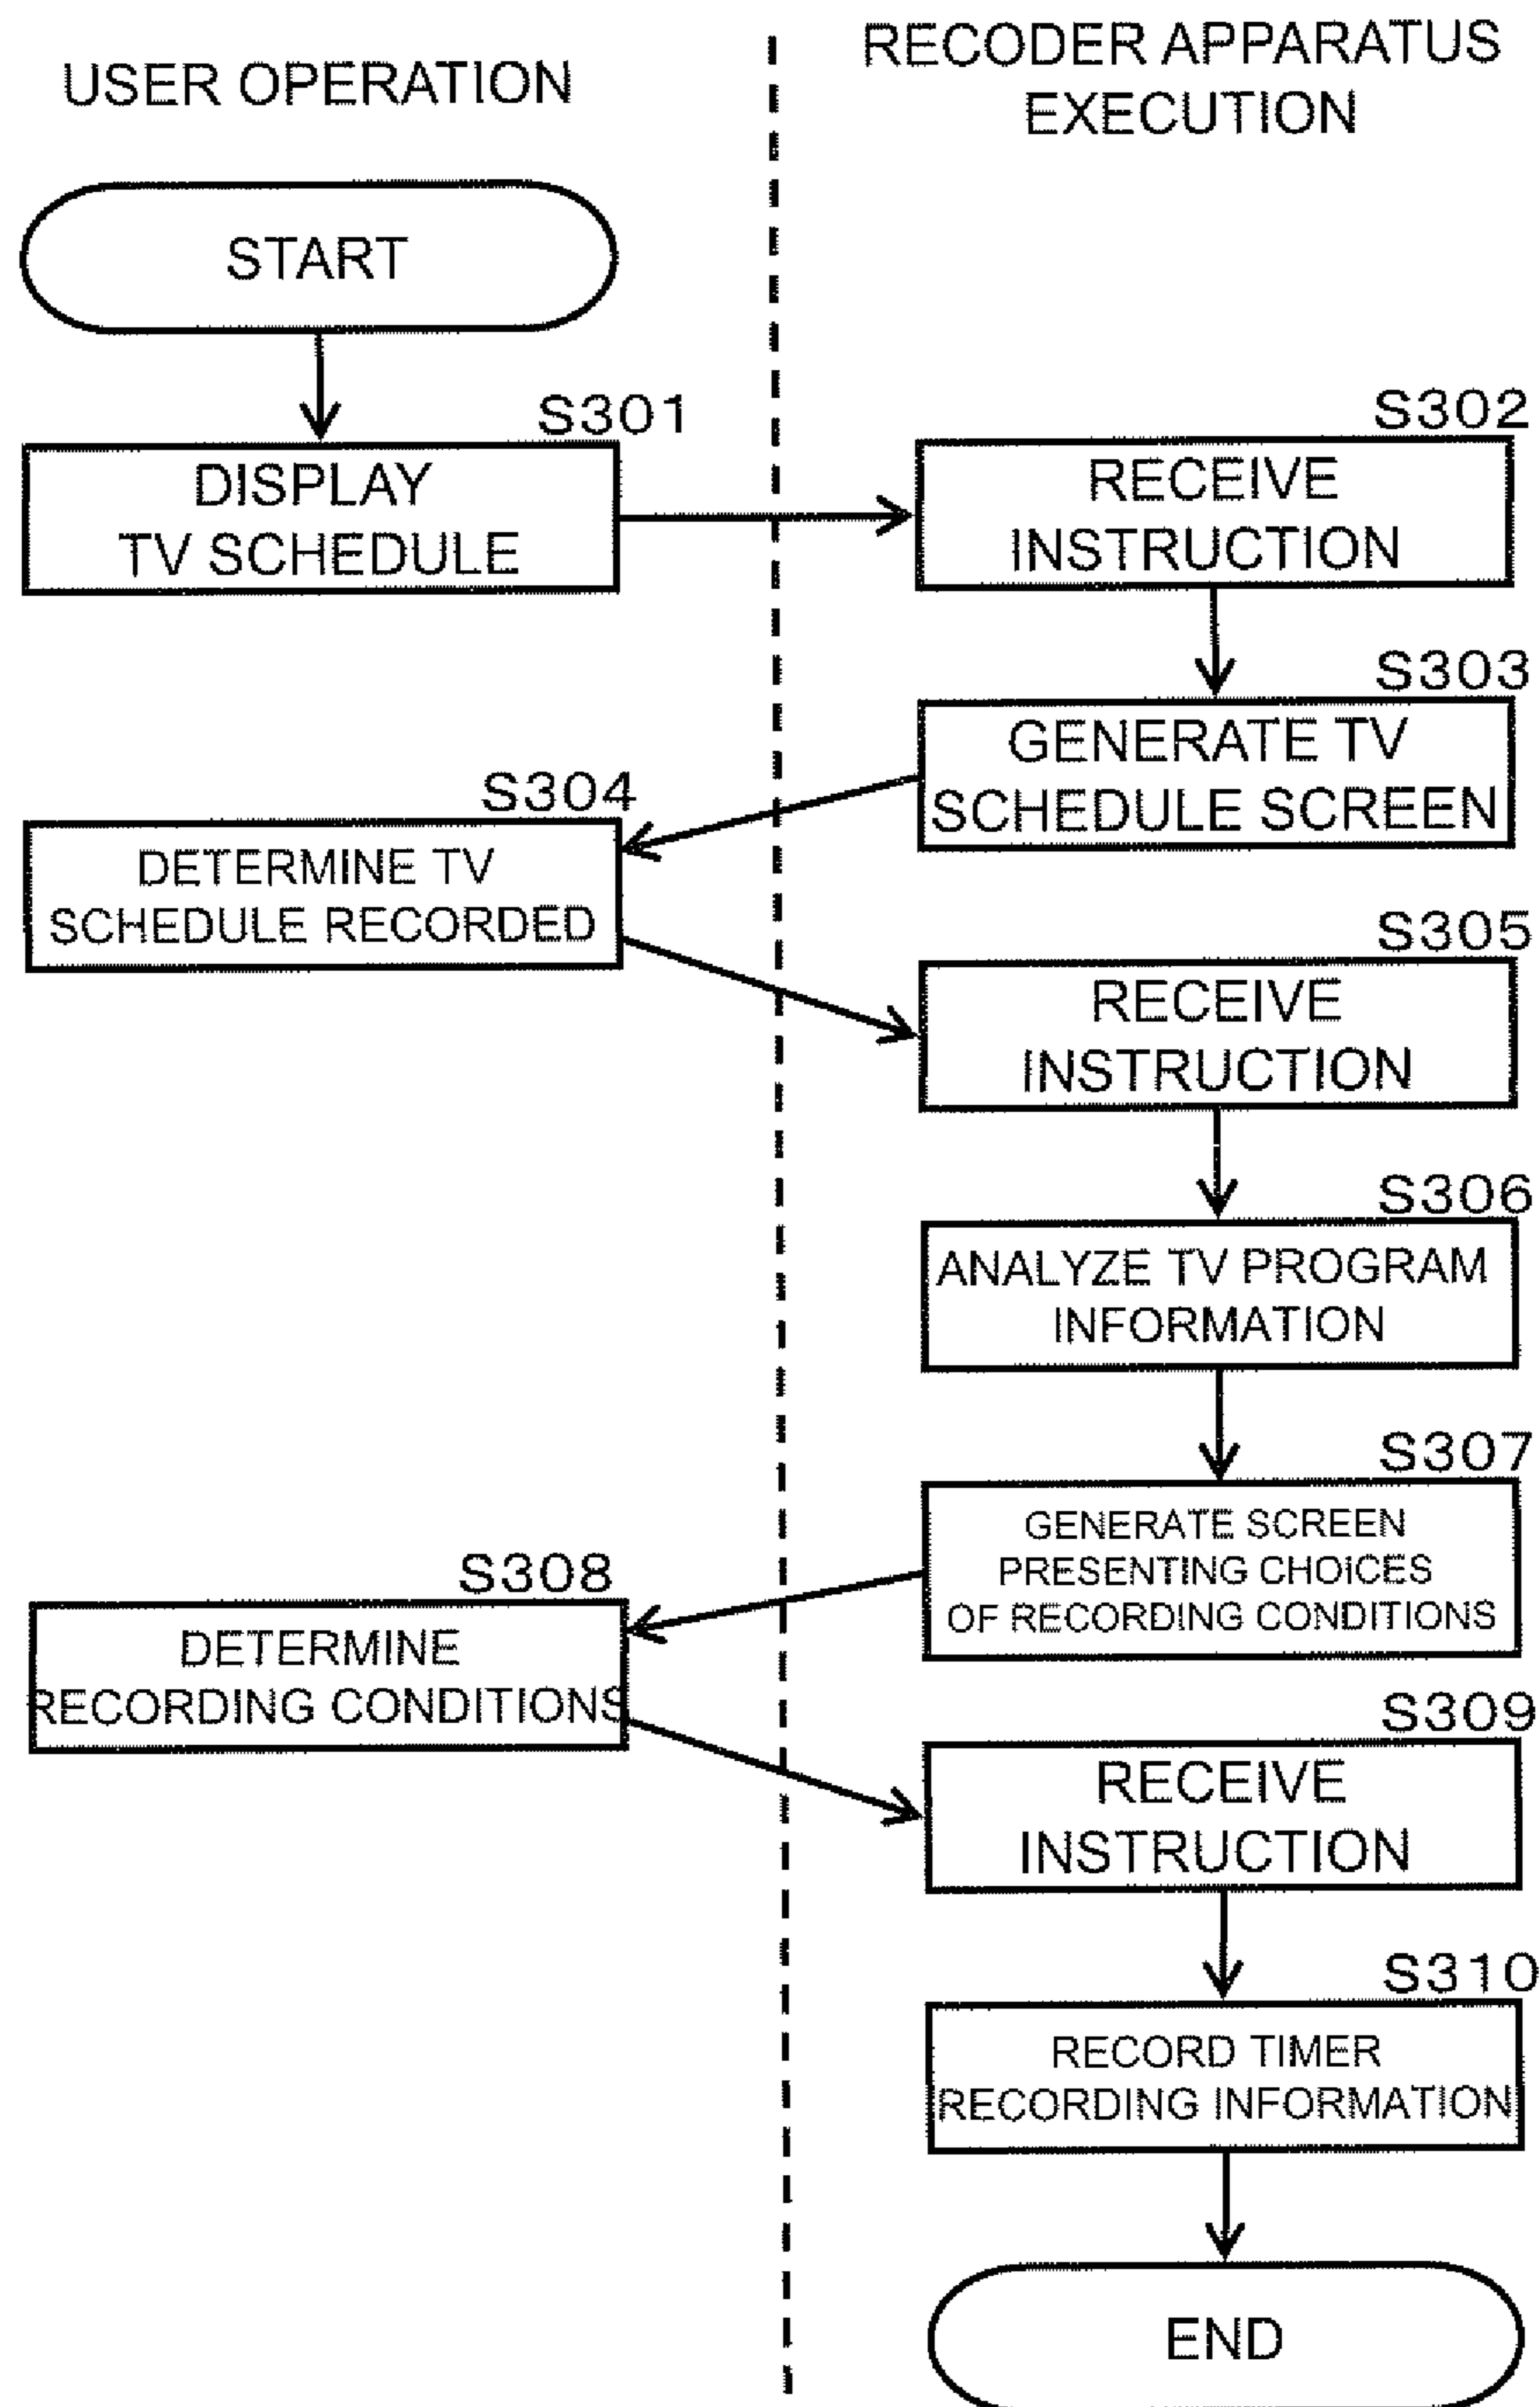 USER OPERATION
RECODER APPARATUS
EXECUTION
START
S301
DISPLAY
TV SCHEDULE
S302
RECEIVE
INSTRUCTION
S303
GENERATE TV
SCHEDULE SCREEN
S304
DETERMINE TV
SCHEDULE RECORDED
S305
RECEIVE
INSTRUCTION
S306
ANALYZE TV PROGRAM
INFORMATION
S307
GENERATE SCREEN
PRESENTING CHOICES
OF RECORDING CONDITIONS
S308
DETERMINE
RECORDING CONDITIONS
S309
RECEIVE
INSTRUCTION
S310
RECORD TIMER
RECORDING INFORMATION
END